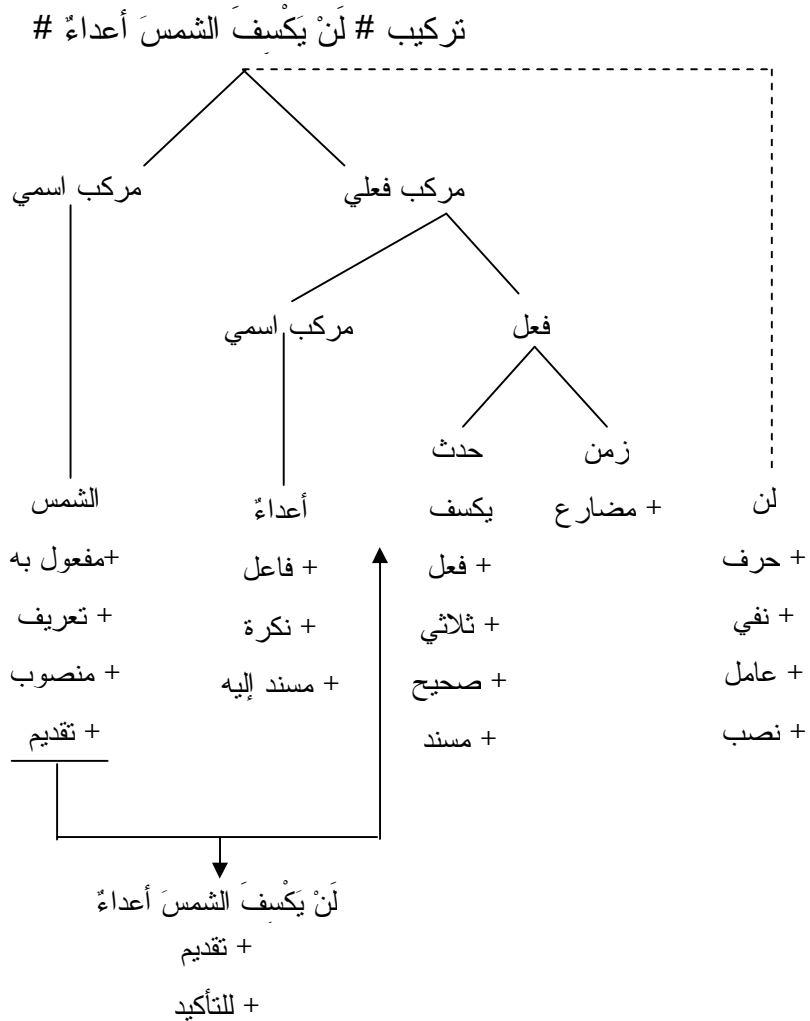 تركيب # لَنْ يَكْسِفَ الشمسَ أعداءٌ #
مركب فعلي
مركب اسمي
فعل
مركب اسمي
زمن
حدث
لن
+ مضارع
يكسف
أعداءٌ
الشمس
+ حرف
+ فعل
+ فاعل
+مفعول به
+ نفي
+ ثلاثي
+ نكرة
+ تعريف
+ عامل
+ صحيح
+ مسند إليه
+ منصوب
+ نصب
+ مسند
+ تقديم
لَنْ يَكْسِفَ الشمسَ أعداءٌ
+ تقديم
+ للتأكيد